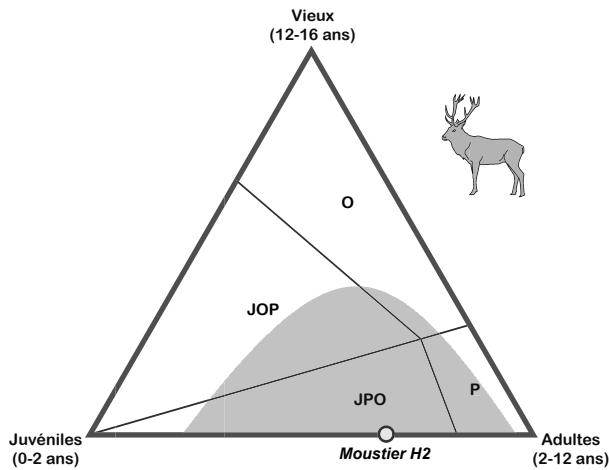 Vieux
(12-16 ans)
O
JOP
P
JPO
Juvéniles
(0-2 ans)
Moustier H2
Adultes
(2-12 ans)